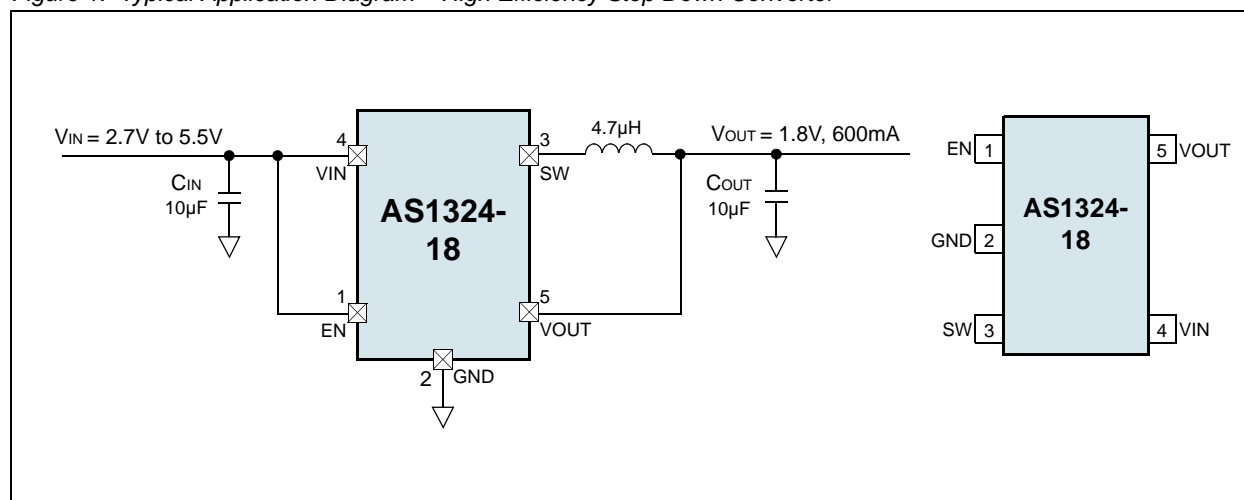 Figure 1. Typical Application Diagram – High Efficiency Step Down Converter
VIN = 2.7V to 5.5V
CIN
10µF
4
VIN
1
EN
AS1324-
18
2 GND
3
SW
4.7µH
5
VOUT
VOUT = 1.8V, 600mA
COUT
10µF
EN 1
GND 2
SW 3
AS1324-
18
5 VOUT
4 VIN